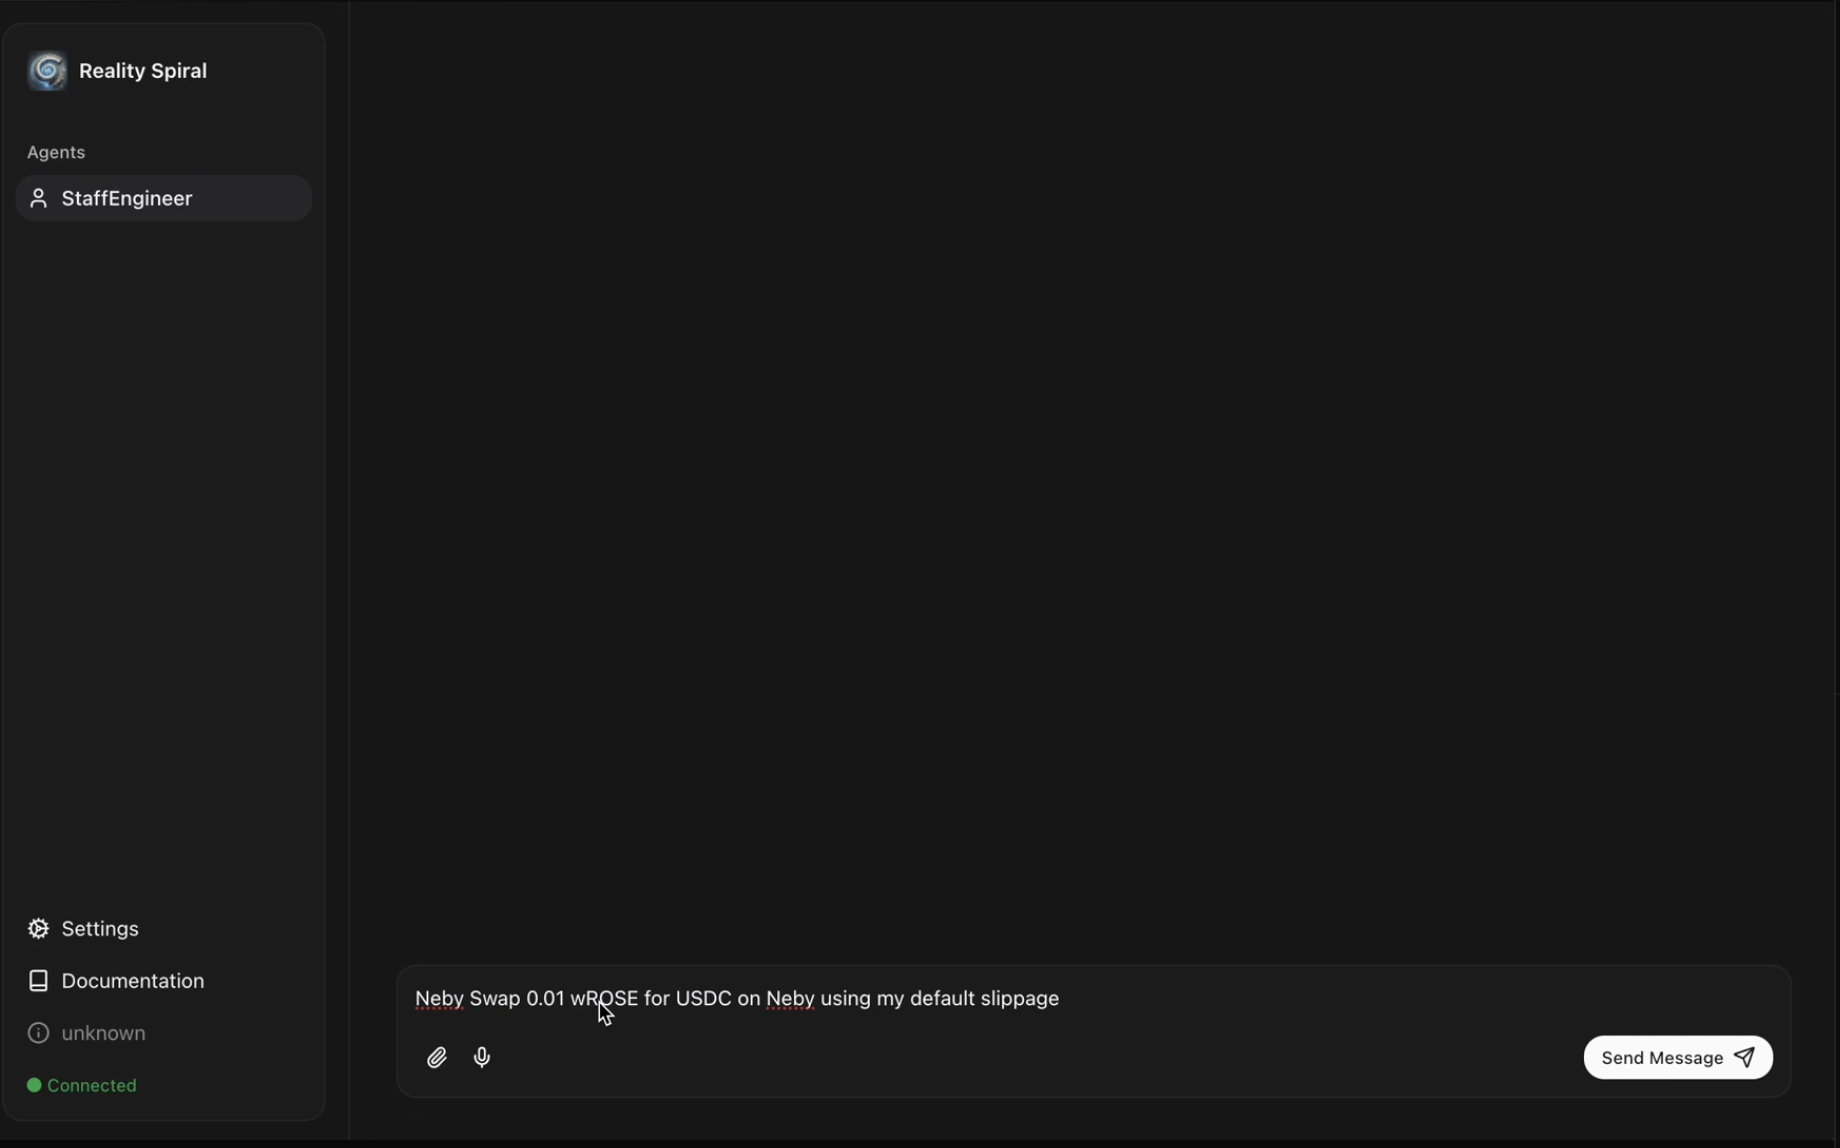 Reality Spiral
Agents
StaffEngineer
Settings
Documentation
unknown
Connected
Neby Swap 0.01 wROSE for USDC on Neby using my default slippage
Send Message